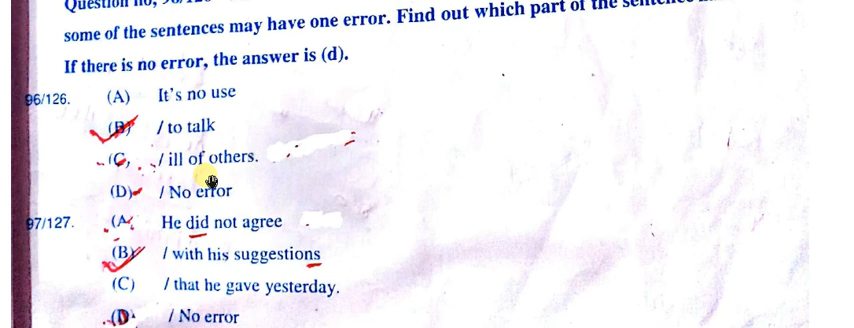 Question no,
some of the sentences may have one error. Find out which part of the
If there is no error, the answer is (d).
96/126. (A) It's no use
(B) / to talk
(C, / ill of others.
(D) / No error
97/127. (A, He did not agree
(B) / with his suggestions
(C) / that he gave yesterday.
(D / No error